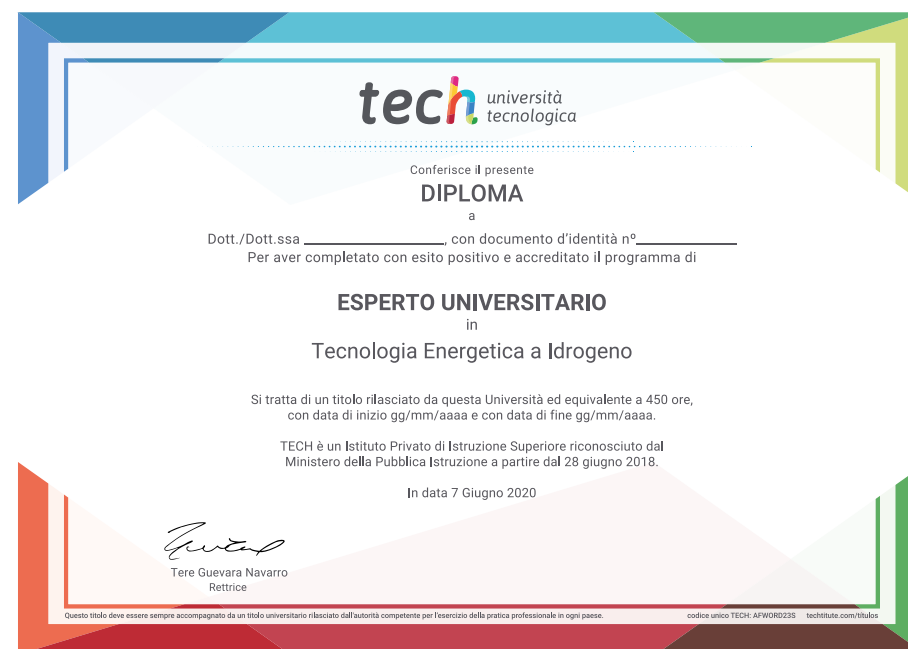 tech università
tecnologica
Conferisce il presente
DIPLOMA
a
Dott./Dott.ssa ____________________, con documento d'identità nº______________
Per aver completato con esito positivo e accreditato il programma di
ESPERTO UNIVERSITARIO
in
Tecnologia Energetica a Idrogeno
Si tratta di un titolo rilasciato da questa Università ed equivalente a 450 ore,
con data di inizio gg/mm/aaaa e con data di fine gg/mm/aaaa.
TECH è un Istituto Privato di Istruzione Superiore riconosciuto dal
Ministero della Pubblica Istruzione a partire dal 28 giugno 2018.
In data 7 Giugno 2020
Tere Guevara Navarro
Rettrice
Questo titolo deve essere sempre accompagnato da un titolo universitario rilasciato dall'autorità competente per l'esercizio della pratica professionale in ogni paese. codice unico TECH: AFWORD23S techtitute.com/titulos